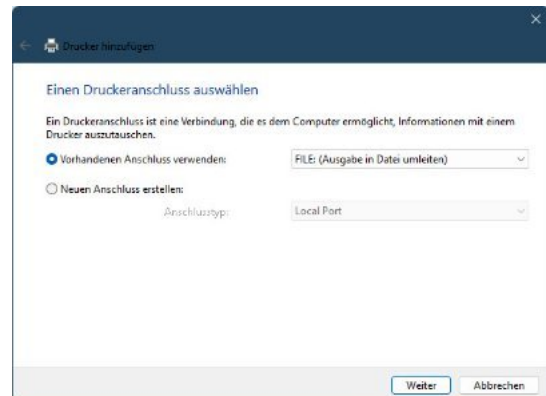 Drucker hinzufügen
Einen Druckeranschluss auswählen
Ein Druckeranschluss ist eine Verbindung, die es dem Computer ermöglicht, Informationen mit einem
Drucker auszutauschen.
Vorhandenen Anschluss verwenden: FILE: (Ausgabe in Datei umleiten)
Neuen Anschluss erstellen:
Anschlusstyp: Local Port
Weiter Abbrechen